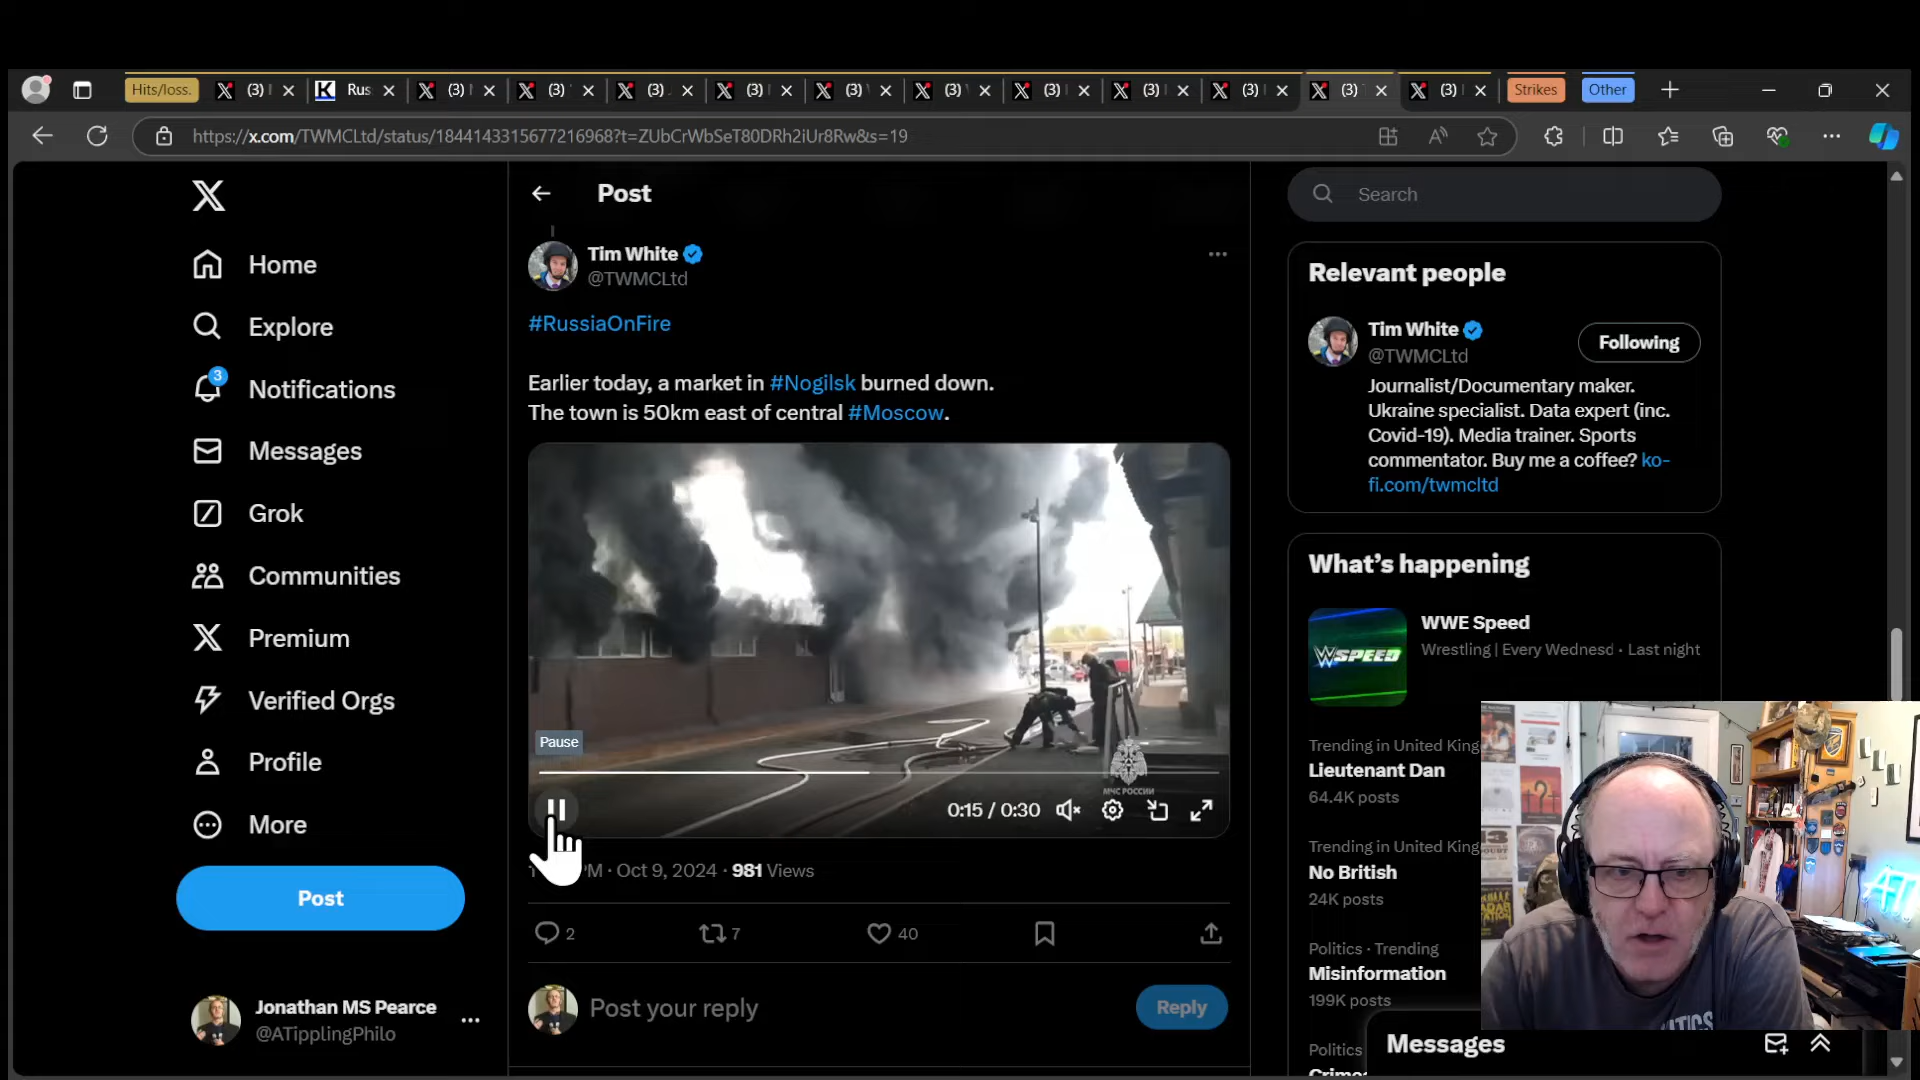 Hits/loss.
(3)
Rus
(3)
(3)
(3)
(3)
(3)
(3)
(3)
(3)
(3)
(3)
(3)
Strikes
Other
https://x.com/TWMCLtd/status/1844143315677216968?t=ZUbCrWbSeT80DRh2iUr8Rw&s=19
Home
Explore
3
Notifications
Messages
Grok
Communities
Premium
Verified Orgs
Profile
More
Post
Jonathan MS Pearce
@ATipplingPhilo
Post
Tim White
@TWMCLtd
#RussiaOnFire
Earlier today, a market in #Nogilsk burned down.
The town is 50km east of central #Moscow.
Pause
МЧС РОССИИ
0:15 / 0:30
M · Oct 9, 2024 · 981 Views
2
7
40
Post your reply
Reply
Search
Relevant people
Tim White
@TWMCLtd
Following
Journalist/Documentary maker.
Ukraine specialist. Data expert (inc.
Covid-19). Media trainer. Sports
commentator. Buy me a coffee? ko-
fi.com/twmcltd
What's happening
WSPEED
WWE Speed
Wrestling | Every Wednesd · Last night
Trending in United King
Lieutenant Dan
64.4K posts
Trending in United King
No British
24K posts
Politics · Trending
Misinformation
199K posts
Politics
Messages